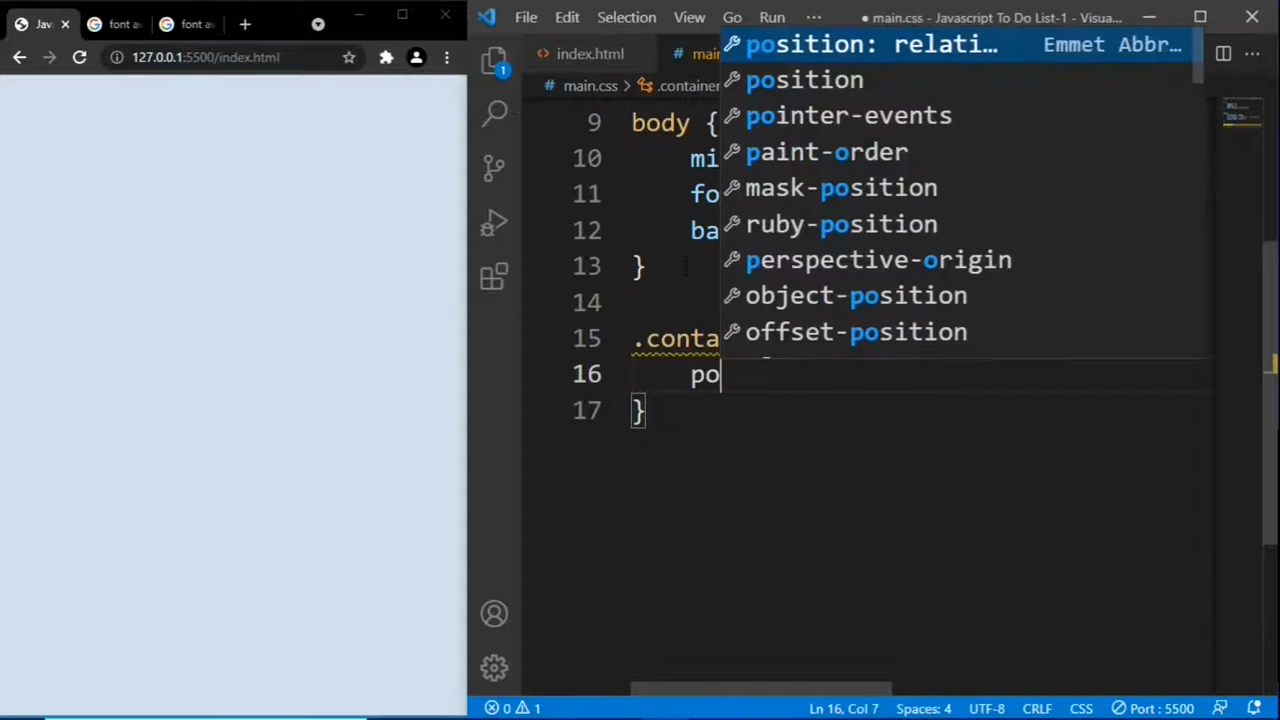 Java
font a
font a
127.0.0.1:5500/index.html
File Edit Selection View Go Run ··· ● main.css - Javascript To Do List-1 - Visua...
index.html
# mai
# main.css > .container
1
9 body {
10 mi
11 fo
12 ba
13 }
14
15 .conta
16 po
17 }
position: relati… Emmet Abbr…
position
pointer-events
paint-order
mask-position
ruby-position
perspective-origin
object-position
offset-position
0 1 Ln 16, Col 7 Spaces: 4 UTF-8 CRLF CSS Port : 5500